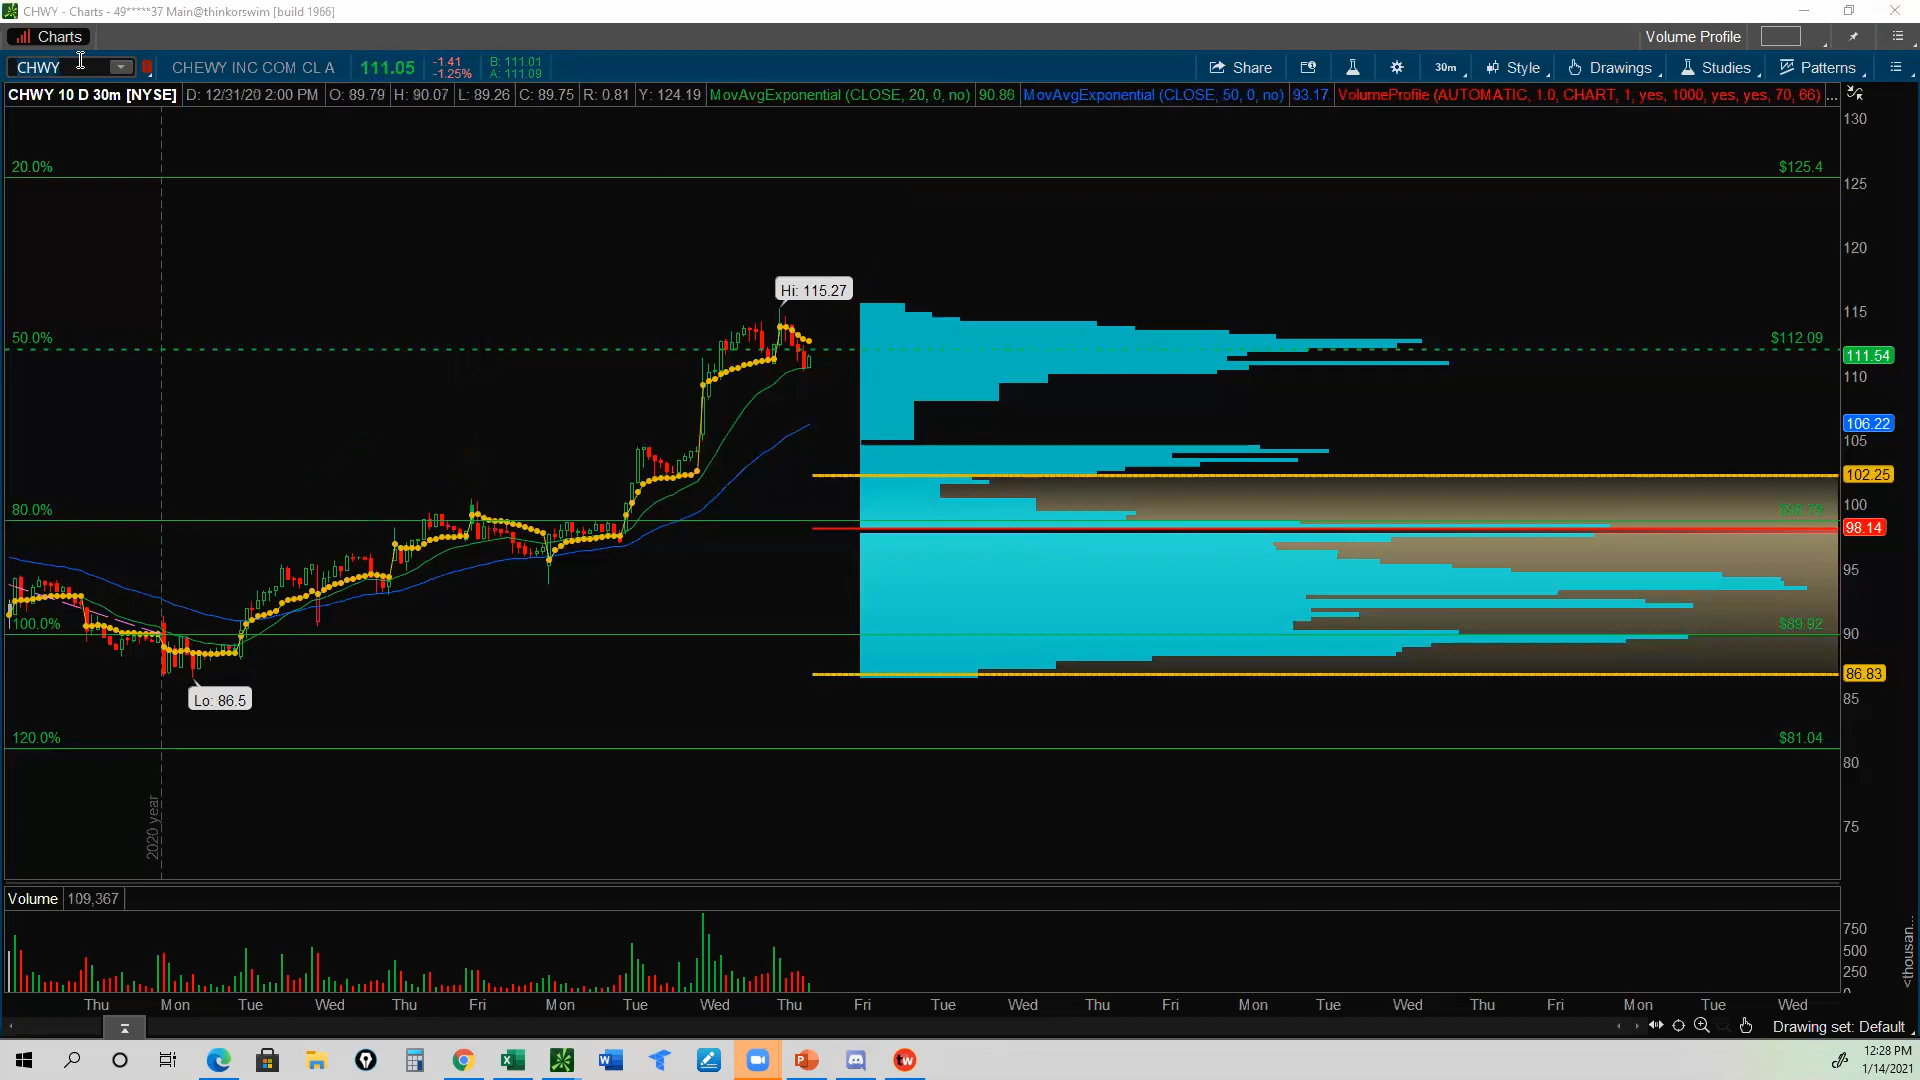 CHWY - Charts - 49*****37 Main@thinkorswim [build 1966]
Charts
Volume Profile
CHWY
CHEWY INC COM CL A
111.05
-1.41
-1.25%
B: 111.01
A: 111.09
Share
30m
Style
Drawings
Studies
Patterns
CHWY 10 D 30m [NYSE]
D: 12/31/20 2:00 PM
O: 89.79
H: 90.07
L: 89.26
C: 89.75
R: 0.81
Y: 124.19
MovAvgExponential (CLOSE, 20, 0, no)
90.86
MovAvgExponential (CLOSE, 50, 0, no)
93.17
VolumeProfile (AUTOMATIC, 1.0, CHART, 1, yes, 1000, yes, yes, 70, 66)
...
130
20.0%
$125.4
125
120
Hi: 115.27
115
50.0%
$112.09
111.54
110
106.22
105
102.25
80.0%
100
98.14
95
100.0%
$89.92
90
86.83
Lo: 86.5
85
120.0%
$81.04
80
75
2020 year
Volume
109,367
750
500
250
0
<thousan...
Thu Mon Tue Wed Thu Fri Mon Tue Wed Thu Fri Tue Wed Thu Fri Mon Tue Wed Thu Fri Mon Tue Wed
Drawing set: Default
12:28 PM
1/14/2021